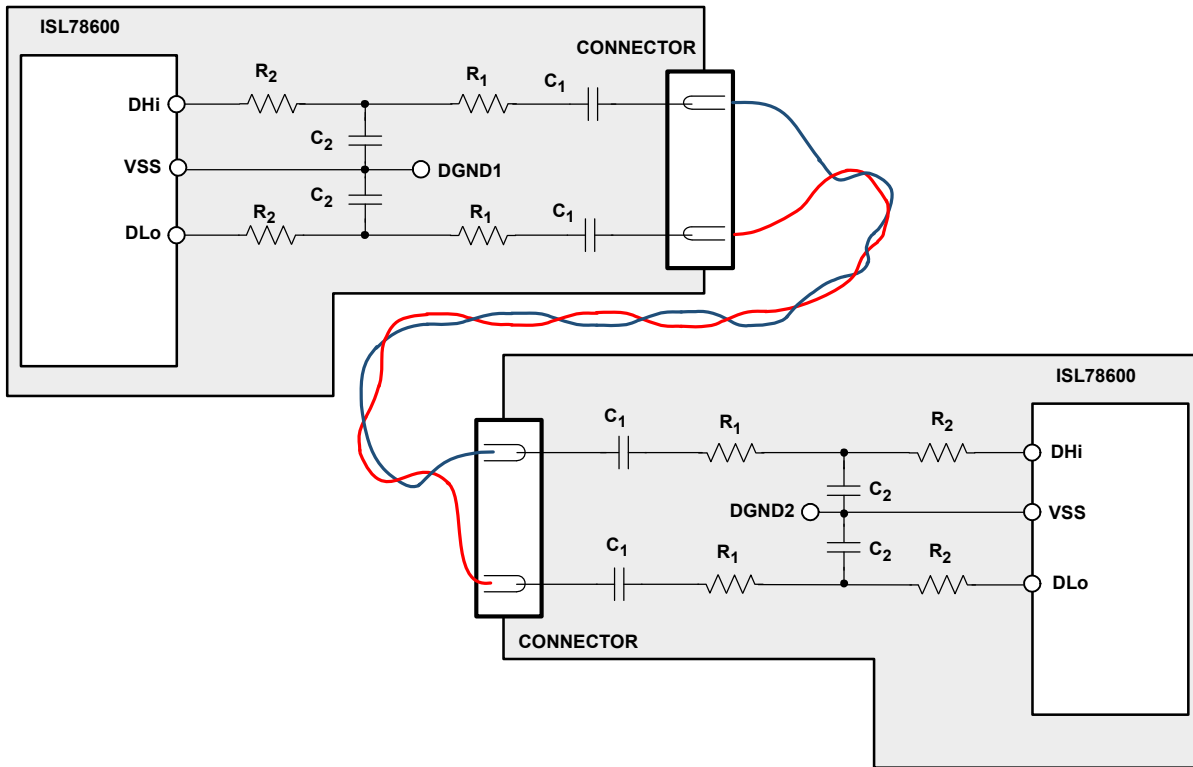 ISL78600
CONNECTOR
R2
R1
C1
DHi
C2
VSS
DGND1
C2
R2
R1
C1
DLo
ISL78600
C1
R1
R2
DHi
C2
DGND2
VSS
C2
C1
R1
R2
DLo
CONNECTOR